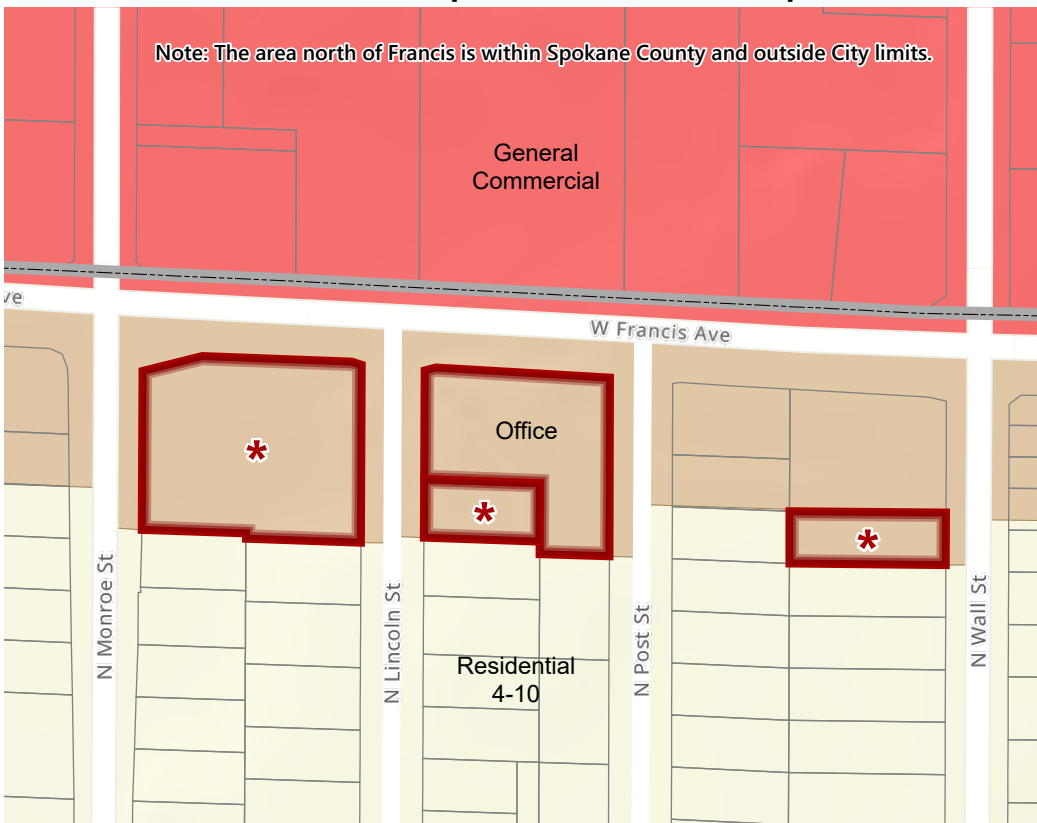 Note: The area north of Francis is within Spokane County and outside City limits.
General
Commercial
ve
W Francis Ave
*
Office
*
*
N Monroe St
N Lincoln St
N Post St
N Wall St
Residential
4-10